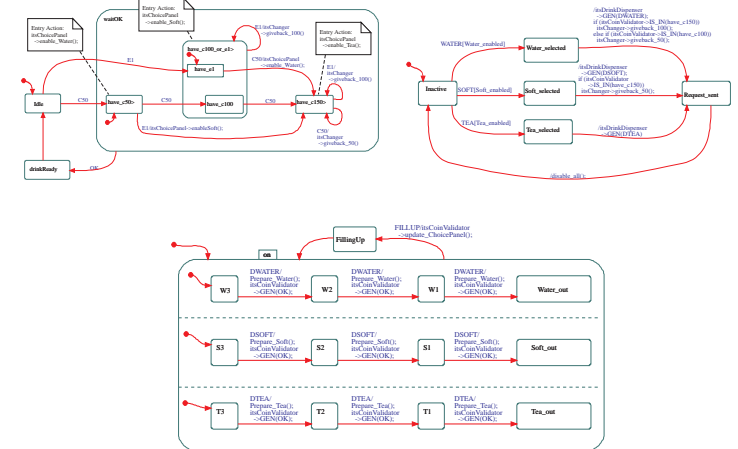 Entry Action:
itsChoicePanel
->enable_Soft();
waitOK
Entry Action:
itsChoicePanel
->enable_Water();
E1/itsChanger
->giveback_100()
Entry Action:
itsChoicePanel
->enable_Tea();
have_c100_or_e1>
have_e1
E1
C50/itsChoicePanel
->enable_Water();
E1/
itsChanger
->giveback_100()
Idle
C50
have_c50>
C50
have_c100
C50
have_c150>
E1/itsChoicePanel->enableSoft();
C50/
itsChanger
->giveback_50()
drinkReady
OK
/itsDrinkDispenser
->GEN(DWATER);
if (itsCoinValidator->IS_IN(have_c150))
itsChanger->giveback_100();
else if (itsCoinValidator->IS_IN(have_c100)
itsChanger->giveback_50();
WATER[Water_enabled]
Water_selected
/itsDrinkDispenser
->GEN(DSOFT);
if (itsCoinValidator
->IS_IN(have_c150))
itsChanger->giveback_50();
Inactive
SOFT[Soft_enabled]
Soft_selected
Request_sent
TEA[Tea_enabled]
Tea_selected
/itsDrinkDispenser
->GEN(DTEA)
/disable_all();
FillingUp
FILLUP/itsCoinValidator
->update_ChoicePanel();
on
DWATER/
Prepare_Water();
itsCoinValidator
->GEN(OK);
DWATER/
Prepare_Water();
itsCoinValidator
->GEN(OK);
DWATER/
Prepare_Water();
itsCoinValidator
->GEN(OK);
W3
W2
W1
Water_out
DSOFT/
Prepare_Soft();
itsCoinValidator
->GEN(OK);
DSOFT/
Prepare_Soft();
itsCoinValidator
->GEN(OK);
DSOFT/
Prepare_Soft();
itsCoinValidator
->GEN(OK);
S3
S2
S1
Soft_out
DTEA/
Prepare_Tea();
itsCoinValidator
->GEN(OK);
DTEA/
Prepare_Tea();
itsCoinValidator
->GEN(OK);
DTEA/
Prepare_Tea();
itsCoinValidator
->GEN(OK);
T3
T2
T1
Tea_out